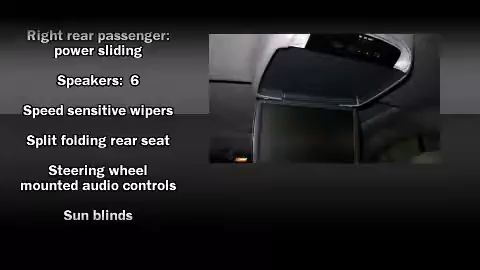 Right rear passenger:
power sliding
Speakers: 6
Speed sensitive wipers
Split folding rear seat
Steering wheel
mounted audio controls
Sun blinds